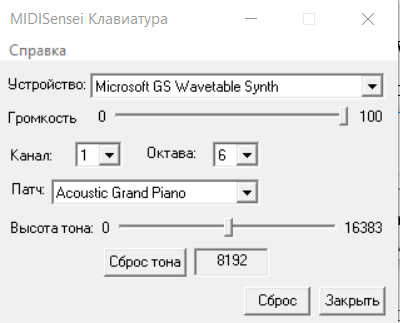 MIDISensei Клавиатура
Справка
Устройство: Microsoft GS Wavetable Synth
Громкость 0 100
Канал: 1 Октава: 6
Патч: Acoustic Grand Piano
Высота тона: 0 16383
Сброс тона 8192
Сброс Закрыть